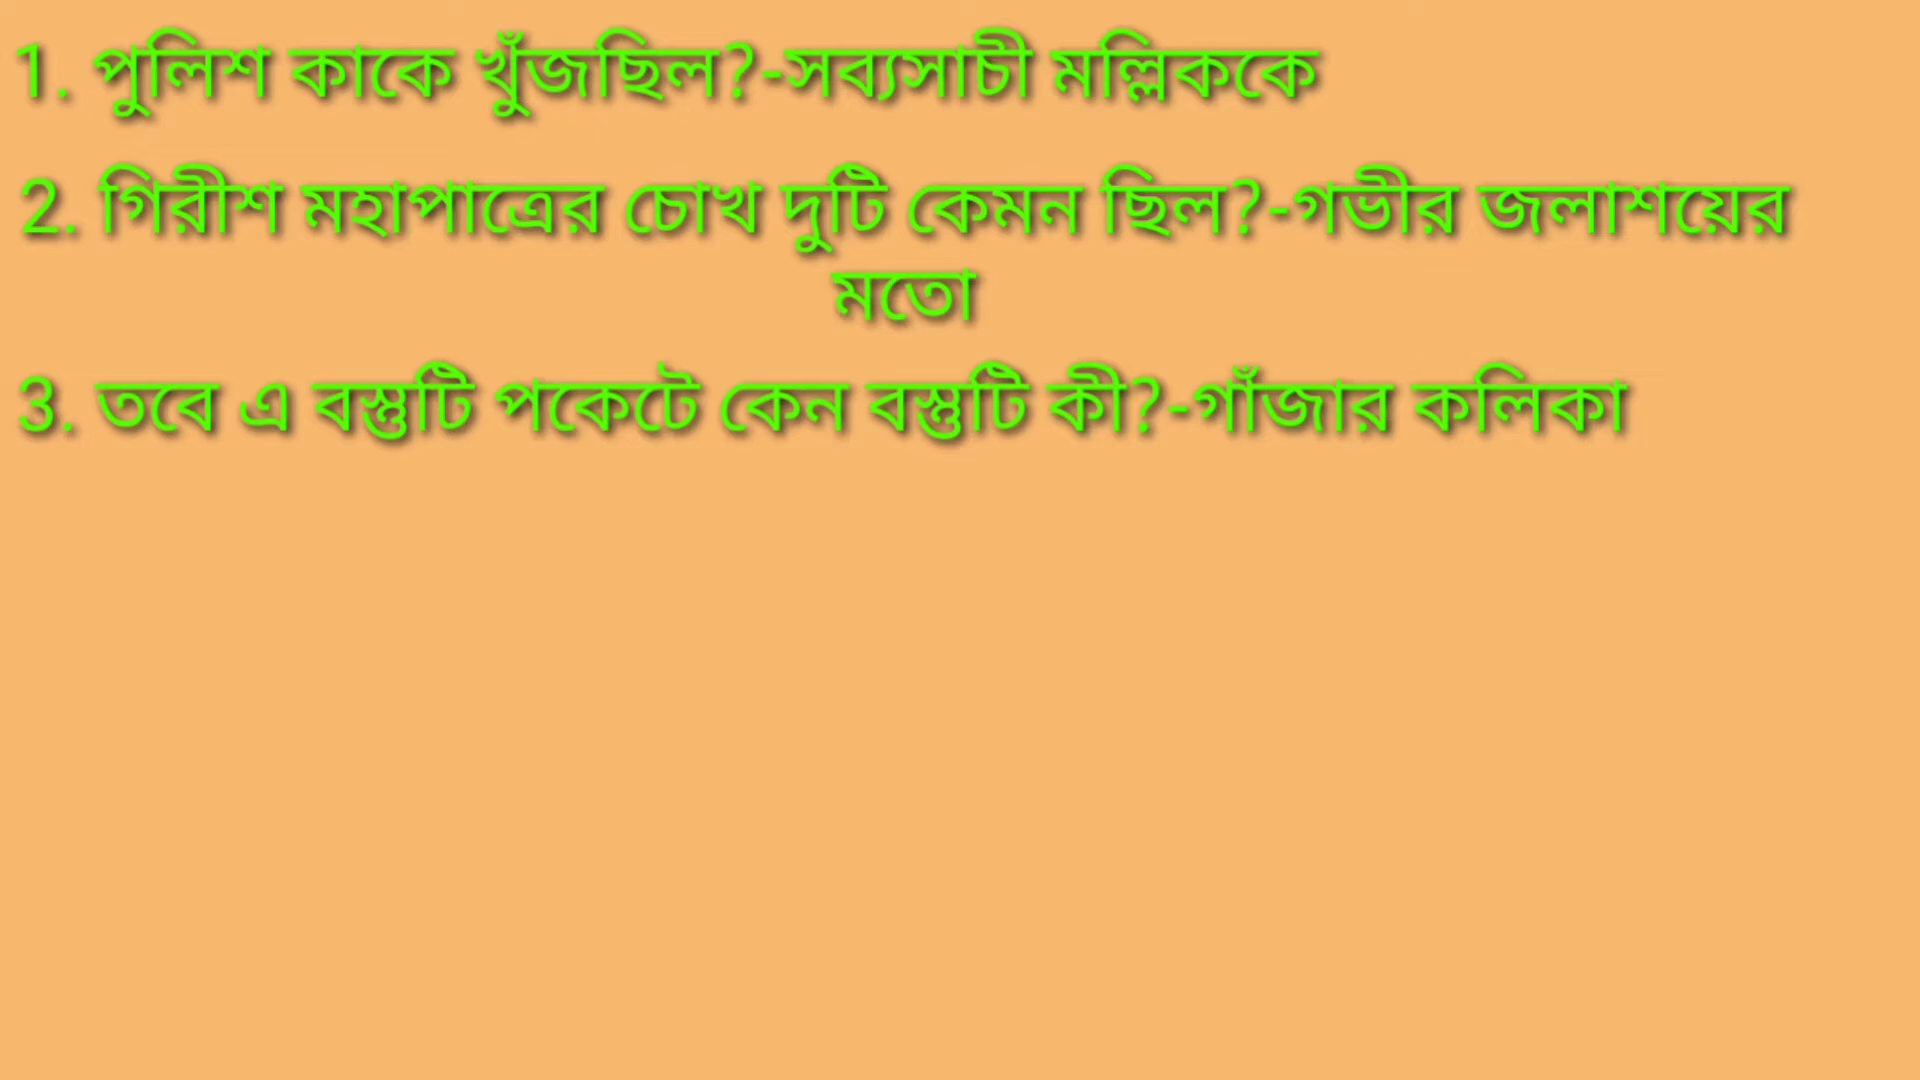 1. পুলিশ কাকে খুঁজছিল?-সব্যসাচী মল্লিককে
2. গিরীশ মহাপাত্রের চোখ দুটি কেমন ছিল?-গভীর জলাশয়ের
মতো
3. তবে এ বস্তুটি পকেটে কেন বস্তুটি কী?-গাঁজার কলিকা